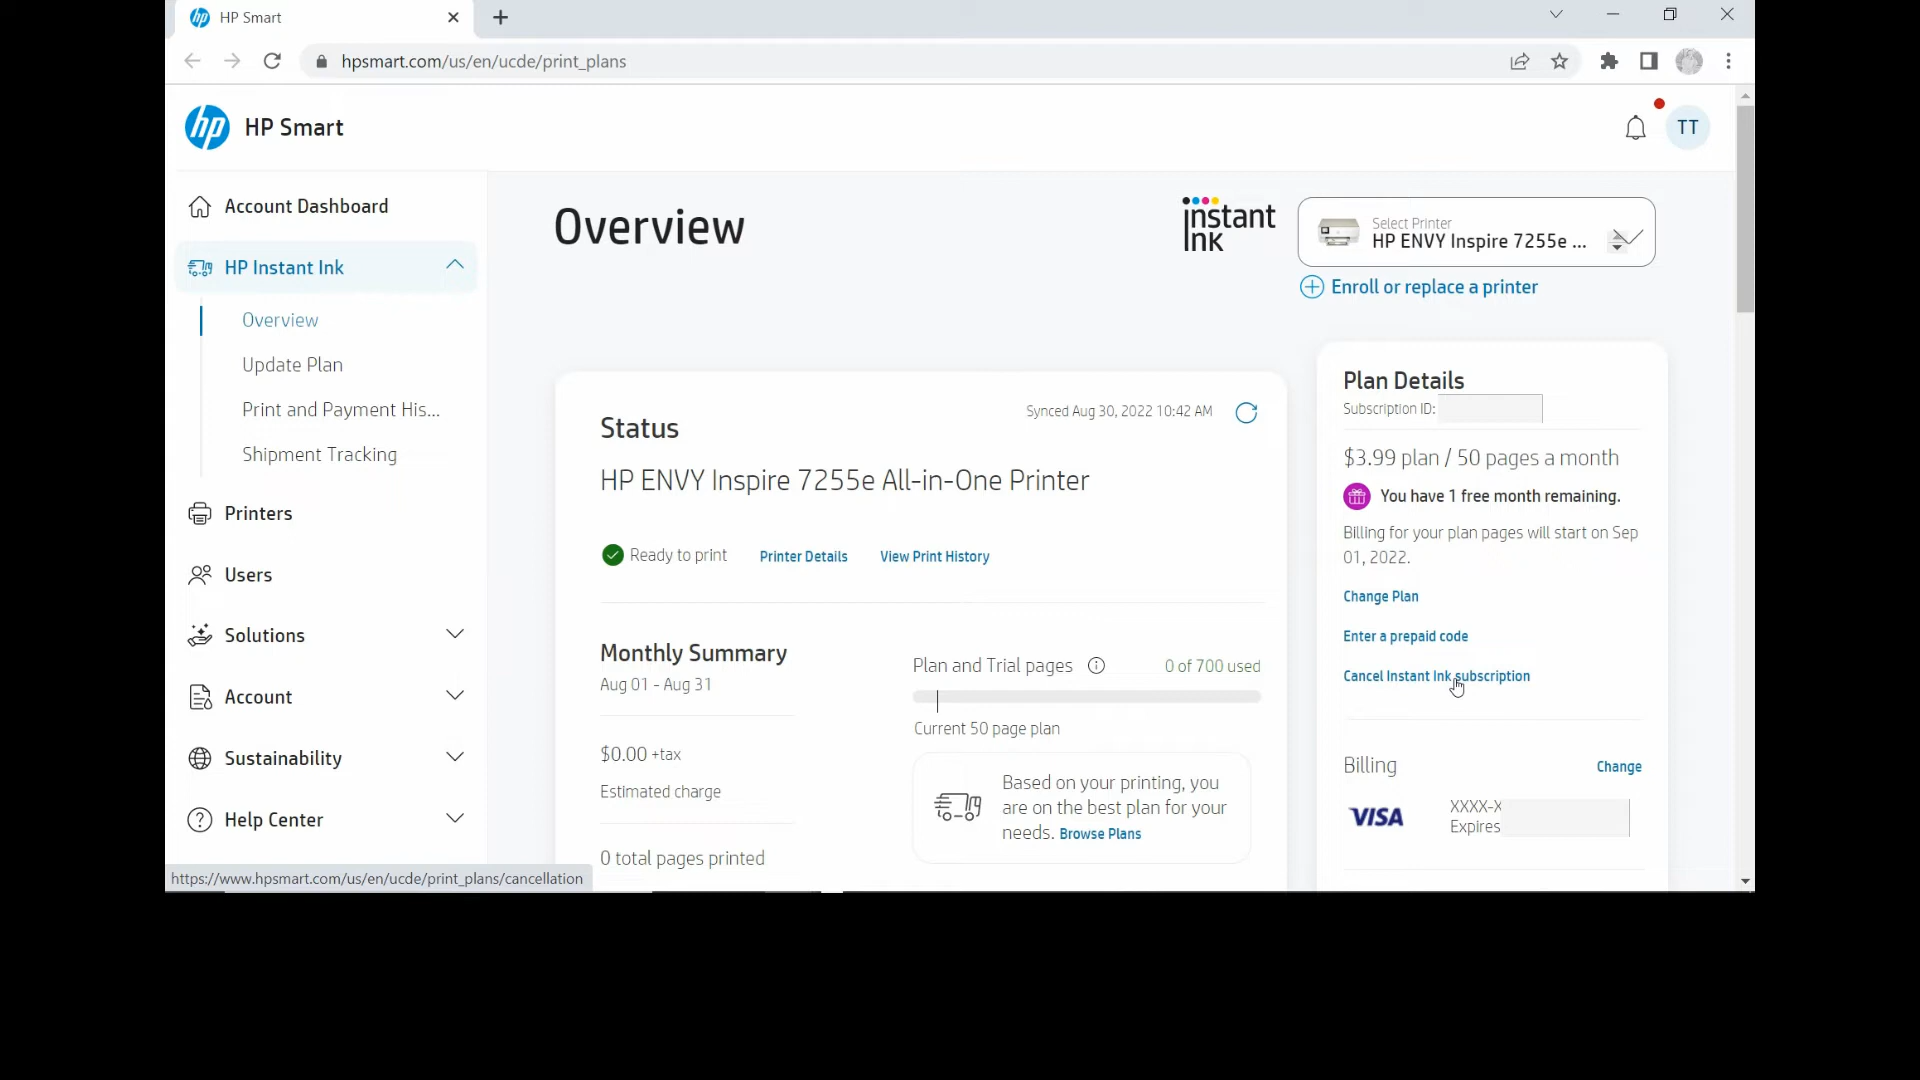 HP Smart
hpsmart.com/us/en/ucde/print_plans
hp HP Smart
TT
Account Dashboard
HP Instant Ink
Overview
Update Plan
Print and Payment His...
Shipment Tracking
Printers
Users
Solutions
Account
Sustainability
Help Center
https://www.hpsmart.com/us/en/ucde/print_plans/cancellation
Overview
instant
ink
Select Printer
HP ENVY Inspire 7255e ...
Enroll or replace a printer
Status
Synced Aug 30, 2022 10:42 AM
HP ENVY Inspire 7255e All-in-One Printer
Ready to print Printer Details View Print History
Monthly Summary
Aug 01 - Aug 31
$0.00 +tax
Estimated charge
0 total pages printed
Plan and Trial pages 0 of 700 used
Current 50 page plan
Based on your printing, you
are on the best plan for your
needs. Browse Plans
Plan Details
Subscription ID:
$3.99 plan / 50 pages a month
You have 1 free month remaining.
Billing for your plan pages will start on Sep
01, 2022.
Change Plan
Enter a prepaid code
Cancel Instant Ink subscription
Billing Change
VISA
XXXX-X
Expires